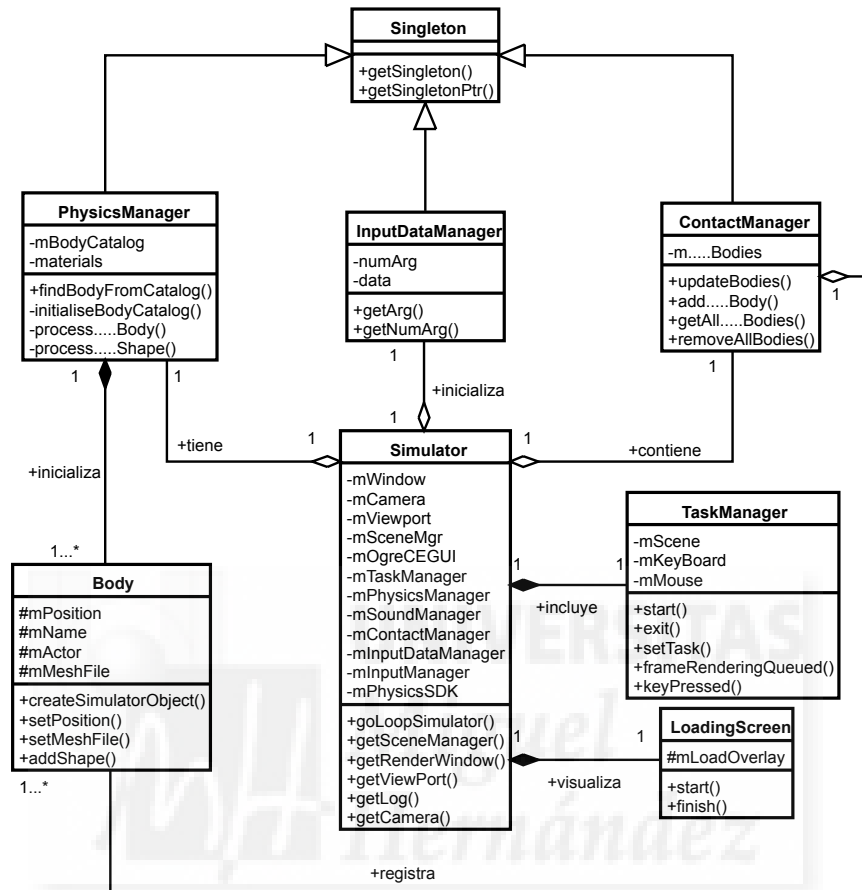 Singleton
+getSingleton()
+getSingletonPtr()
PhysicsManager
-mBodyCatalog
-materials
+findBodyFromCatalog()
-initialiseBodyCatalog()
-process.....Body()
-process.....Shape()
InputDataManager
-numArg
-data
+getArg()
+getNumArg()
ContactManager
-m.....Bodies
+updateBodies()
+add.....Body()
+getAll.....Bodies()
+removeAllBodies()
1
1
1
1
1
+inicializa
1
+tiene
1
1
+contiene
+inicializa
1...*
Simulator
-mWindow
-mCamera
-mViewport
-mSceneMgr
-mOgreCEGUI
-mTaskManager
-mPhysicsManager
-mSoundManager
-mContactManager
-mInputDataManager
-mInputManager
-mPhysicsSDK
+goLoopSimulator()
+getSceneManager()
+getRenderWindow()
+getViewPort()
+getLog()
+getCamera()
1
1
+incluye
TaskManager
-mScene
-mKeyBoard
-mMouse
+start()
+exit()
+setTask()
+frameRenderingQueued()
+keyPressed()
Body
#mPosition
#mName
#mActor
#mMeshFile
+createSimulatorObject()
+setPosition()
+setMeshFile()
+addShape()
1...*
1
1
+visualiza
LoadingScreen
#mLoadOverlay
+start()
+finish()
+registra
UNIVERSITAS
Miguel
Hernández